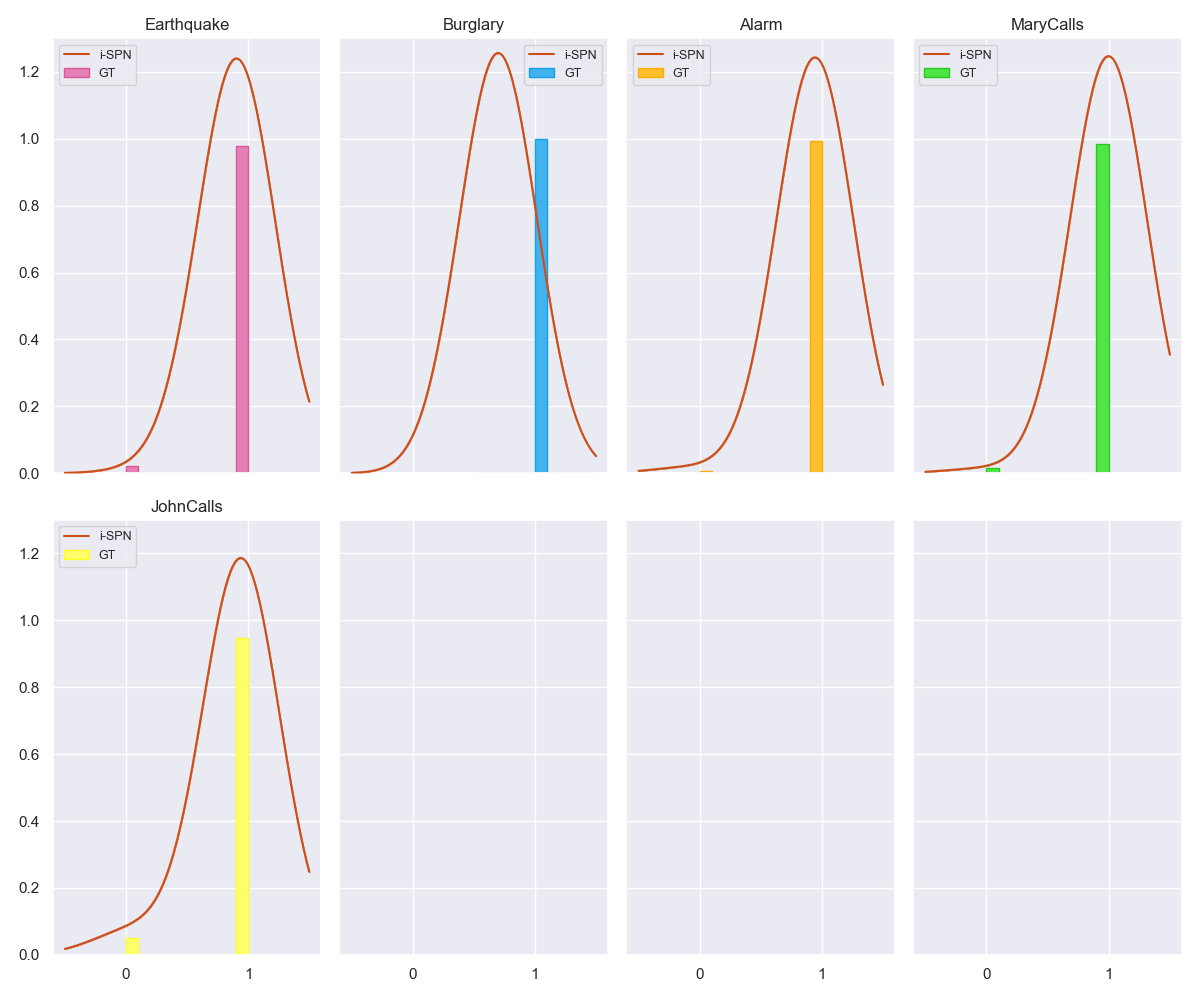 Earthquake
i-SPN
GT
Burglary
i-SPN
GT
Alarm
i-SPN
GT
MaryCalls
i-SPN
GT
1.2
1.0
0.8
0.6
0.4
0.2
0.0
JohnCalls
i-SPN
GT
1.2
1.0
0.8
0.6
0.4
0.2
0.0
0 1
0 1
0 1
0 1